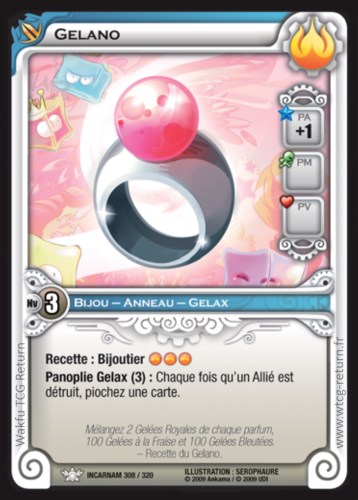 Gelano
PA
+1
PM
PV
Nv 3
Bijou – Anneau – Gelax
Recette : Bijoutier
Panoplie Gelax (3) : Chaque fois qu'un Allié est
détruit, piochez une carte.
Mélangez 2 Gelées Royales de chaque parfum,
100 Gelées à la Fraise et 100 Gelées Bleutées.
– Recette du Gelano.
INCARNAM 308 / 320
ILLUSTRATION : SEROPHAURE
© 2009 Ankama / © 2009 UDI
Wakfu TCG Return
www.wtcg-return.fr